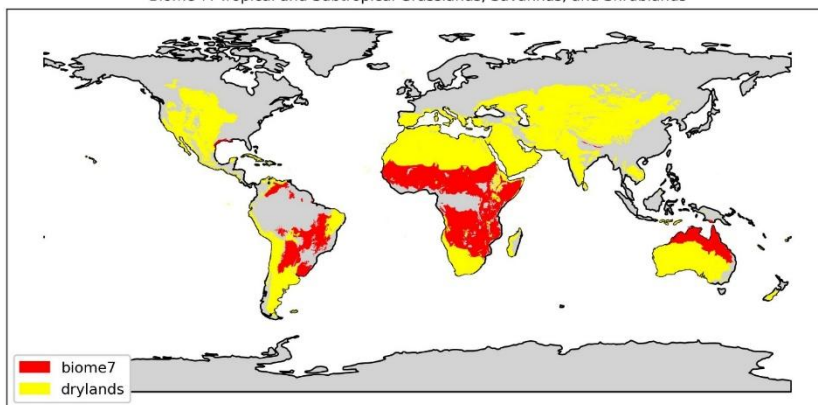 Biome 7: Tropical and Subtropical Grasslands, Savannas, and Shrublands
biome7
drylands